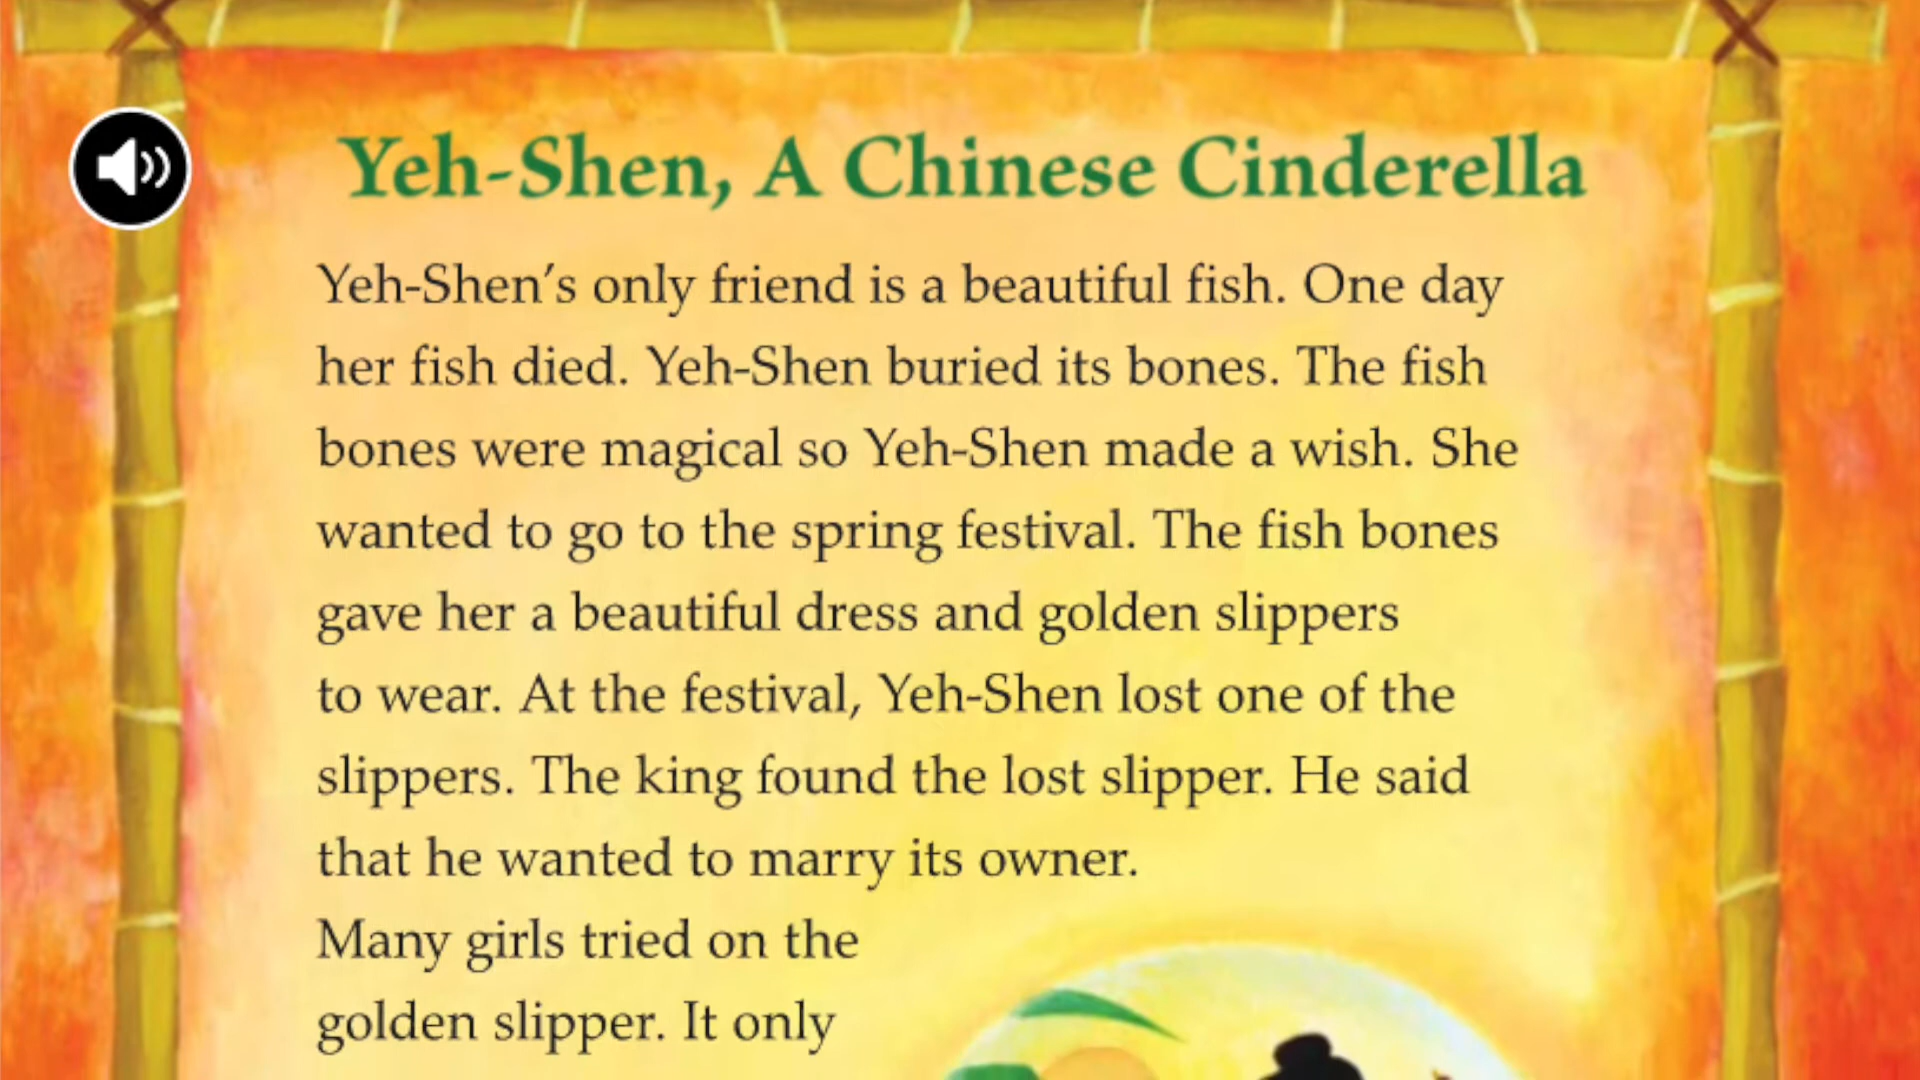 Yeh-Shen, A Chinese Cinderella
Yeh-Shen’s only friend is a beautiful fish. One day
her fish died. Yeh-Shen buried its bones. The fish
bones were magical so Yeh-Shen made a wish. She
wanted to go to the spring festival. The fish bones
gave her a beautiful dress and golden slippers
to wear. At the festival, Yeh-Shen lost one of the
slippers. The king found the lost slipper. He said
that he wanted to marry its owner.
Many girls tried on the
golden slipper. It only